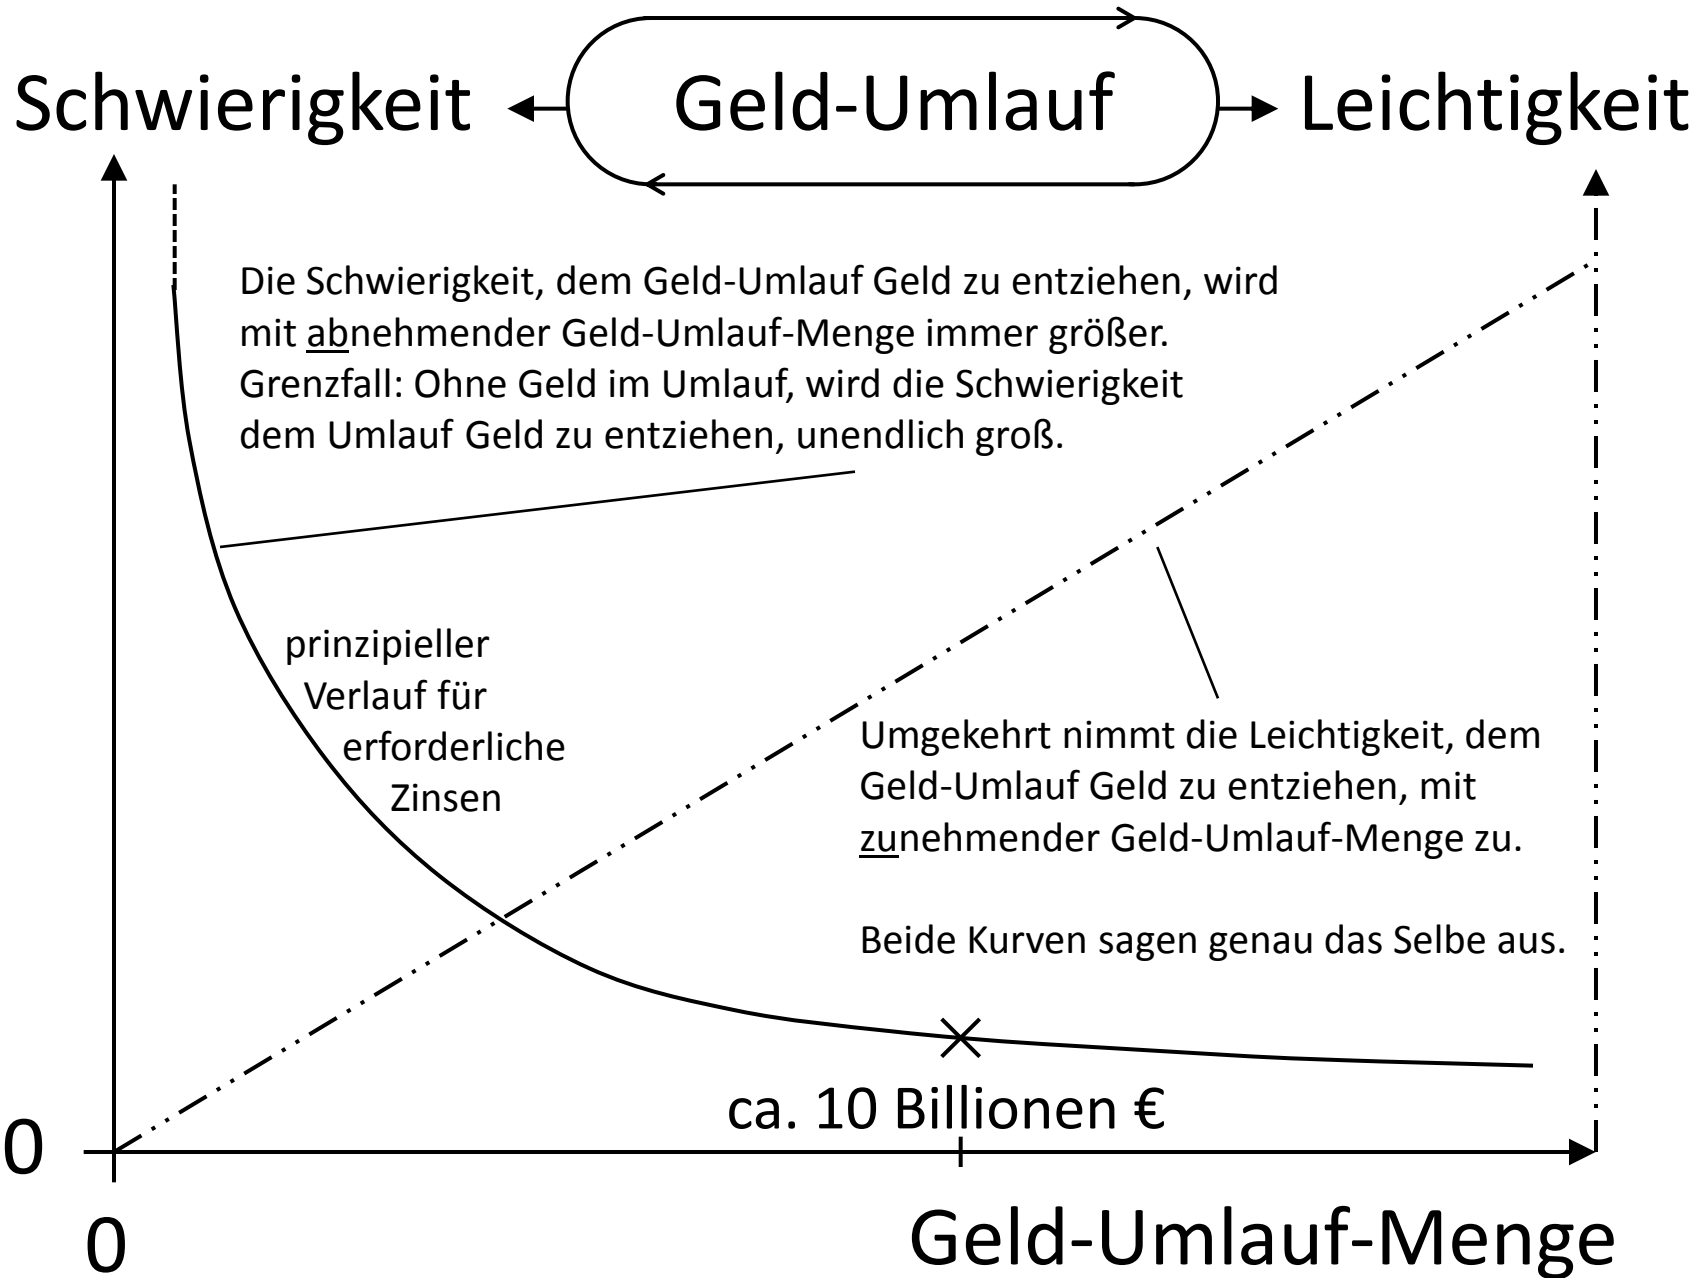 Schwierigkeit
Geld-Umlauf
Leichtigkeit
Die Schwierigkeit, dem Geld-Umlauf Geld zu entziehen, wird
mit abnehmender Geld-Umlauf-Menge immer größer.
Grenzfall: Ohne Geld im Umlauf, wird die Schwierigkeit
dem Umlauf Geld zu entziehen, unendlich groß.
prinzipieller
Verlauf für
erforderliche
Zinsen
Umgekehrt nimmt die Leichtigkeit, dem
Geld-Umlauf Geld zu entziehen, mit
zunehmender Geld-Umlauf-Menge zu.
Beide Kurven sagen genau das Selbe aus.
ca. 10 Billionen €
0
0
Geld-Umlauf-Menge